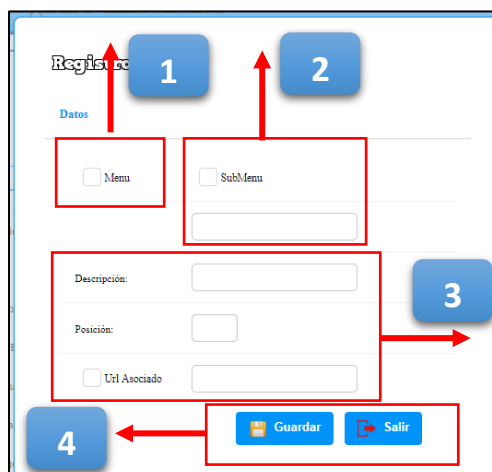 1
2
Datos
Menu
SubMenu
Descripción:
3
Posición:
Url Asociado
4
Guardar
Salir